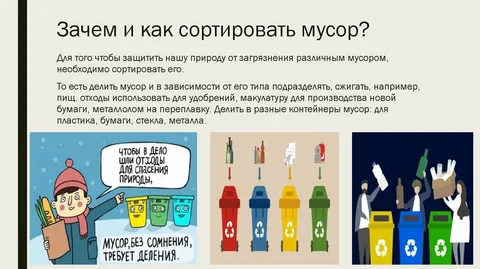 Зачем и как сортировать мусор?
Для того чтобы защитить нашу природу от загрязнения различным мусором,
необходимо сортировать его.
То есть делить мусор и в зависимости от его типа подразделять, сжигать, например,
пищ. отходы использовать для удобрений, макулатуру для производства новой
бумаги, металлолом на переплавку. Делить в разные контейнеры мусор: для
пластика, бумаги, стекла, металла.
ЧТОБЫ В ДЕЛО
ШЛИ ОТХОДЫ
ДЛЯ СПАСЕНИЯ
ПРИРОДЫ,
МУСОР, БЕЗ СОМНЕНИЯ,
ТРЕБУЕТ ДЕЛЕНИЯ.